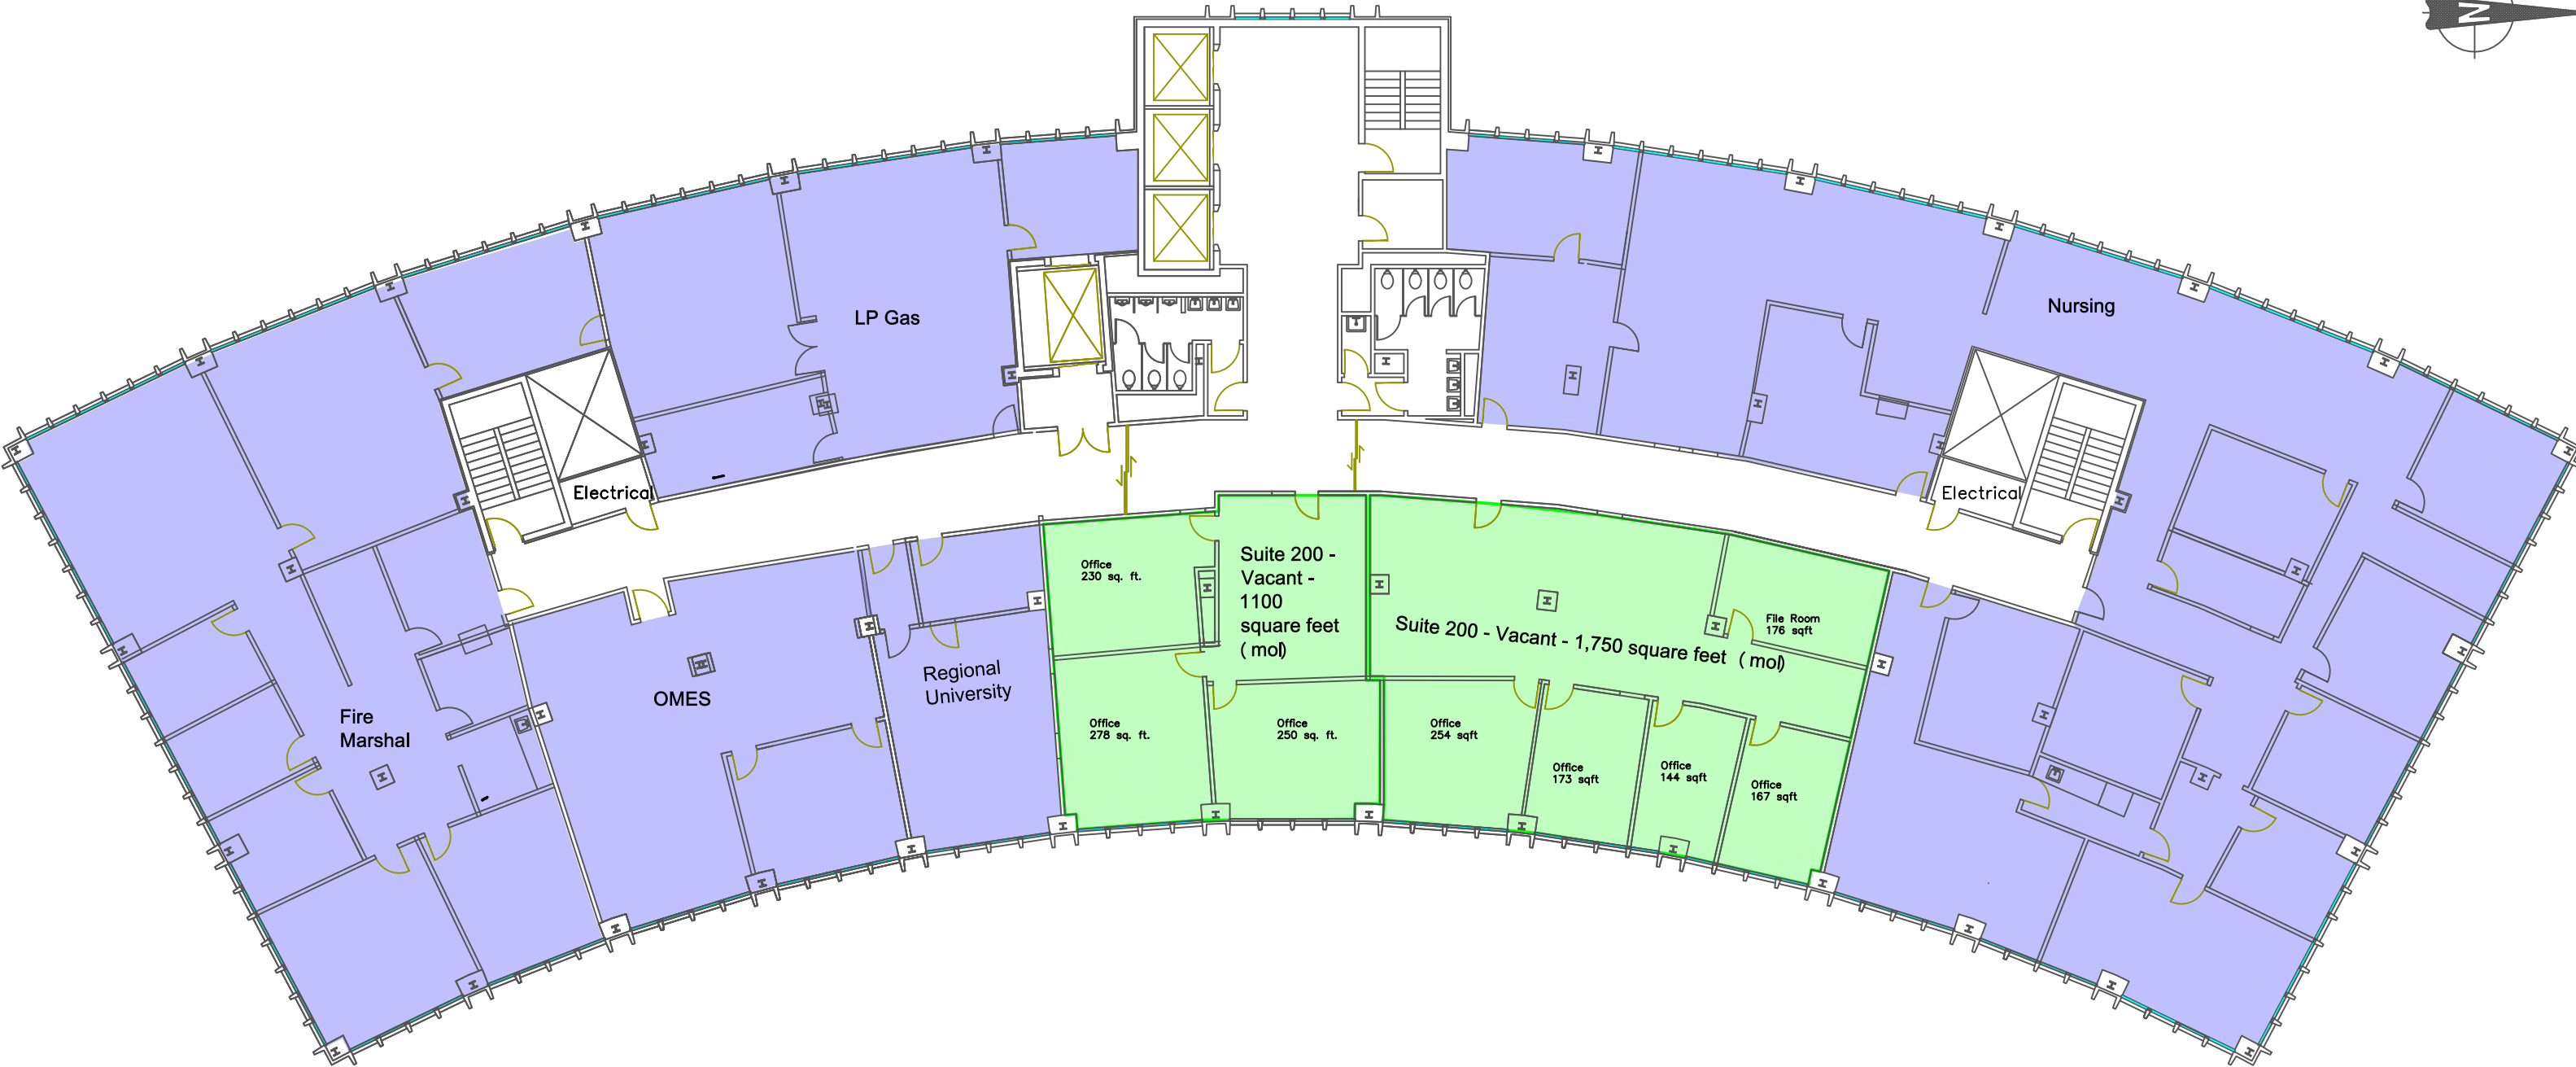 N
LP Gas
Nursing
Electrical
Electrical
Office
230 sq. ft.
Suite 200 -
Vacant -
1100
square feet
( mol)
File Room
176 sqft
Suite 200 - Vacant - 1,750 square feet ( mol)
Regional
University
OMES
Fire
Marshal
Office
278 sq. ft.
Office
250 sq. ft.
Office
254 sqft
Office
173 sqft
Office
144 sqft
Office
167 sqft